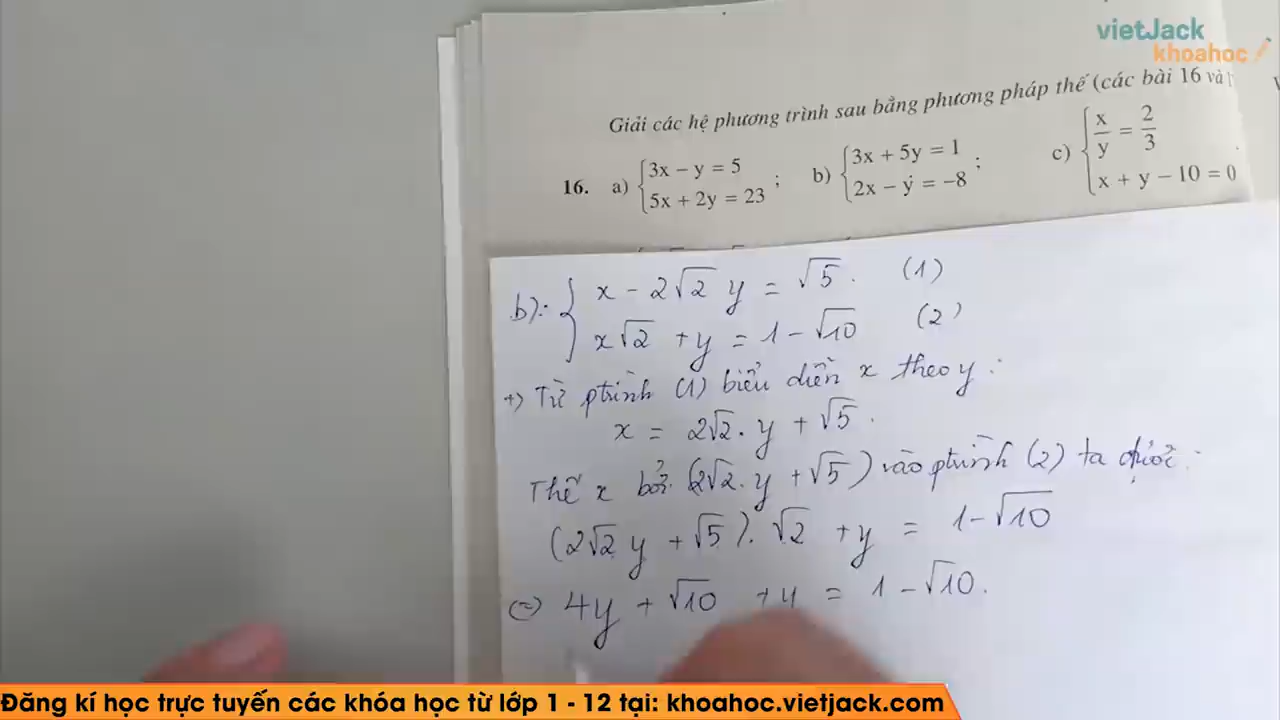 vietJack
khoahoc
Giải các hệ phương trình sau bằng phương pháp thế (các bài 16 và
16. a) {3x − y = 5 ; b) {3x + 5y = 1 ; c) {x/y = 2/3
{5x + 2y = 23 {2x − y = −8 {x + y − 10 = 0
b): { x - 2√2 y = √5. (1)
{ x√2 + y = 1 - √10 (2)
+) Từ ptrình (1) biểu diễn x theo y:
x = 2√2. y + √5.
Thế x bởi (2√2. y + √5) vào ptrình (2) ta được:
(2√2 y + √5). √2 + y = 1 - √10
(=) 4y + √10 + y = 1 - √10.
Đăng kí học trực tuyến các khóa học từ lớp 1 - 12 tại: khoahoc.vietjack.com